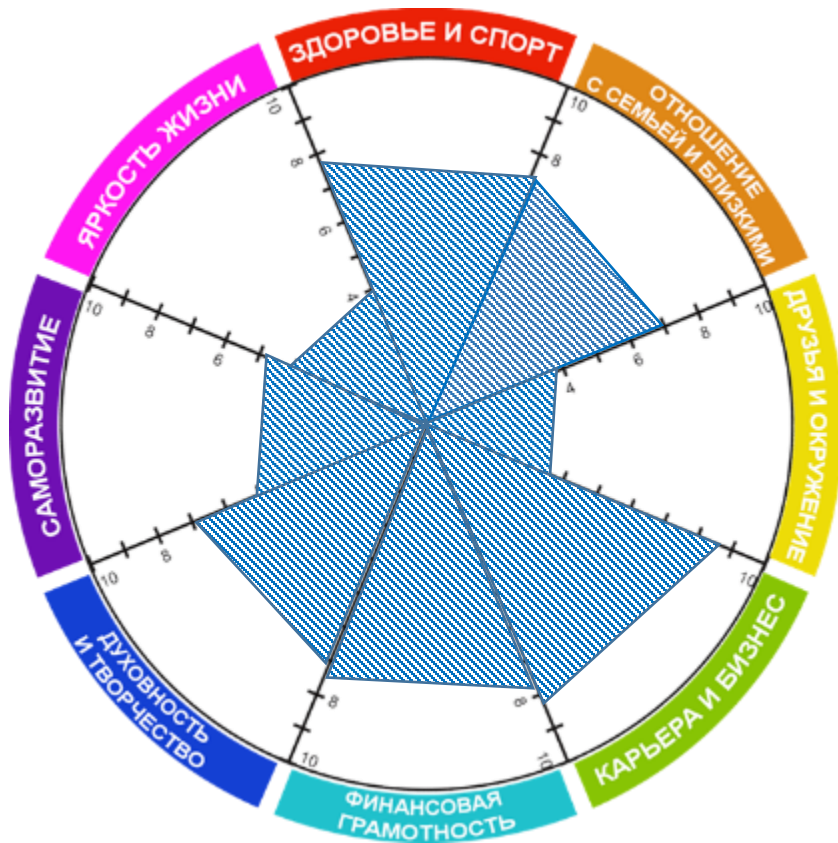 ЗДОРОВЬЕ И СПОРТ
ОТНОШЕНИЕ
С СЕМЬЕЙ И БЛИЗКИМИ
ДРУЗЬЯ И ОКРУЖЕНИЕ
КАРЬЕРА И БИЗНЕС
ФИНАНСОВАЯ
ГРАМОТНОСТЬ
ДУХОВНОСТЬ
И ТВОРЧЕСТВО
САМОРАЗВИТИЕ
ЯРКОСТЬ ЖИЗНИ
10
8
6
4
10
8
10
8
6
4
10
10
8
10
8
10
8
10
8
6